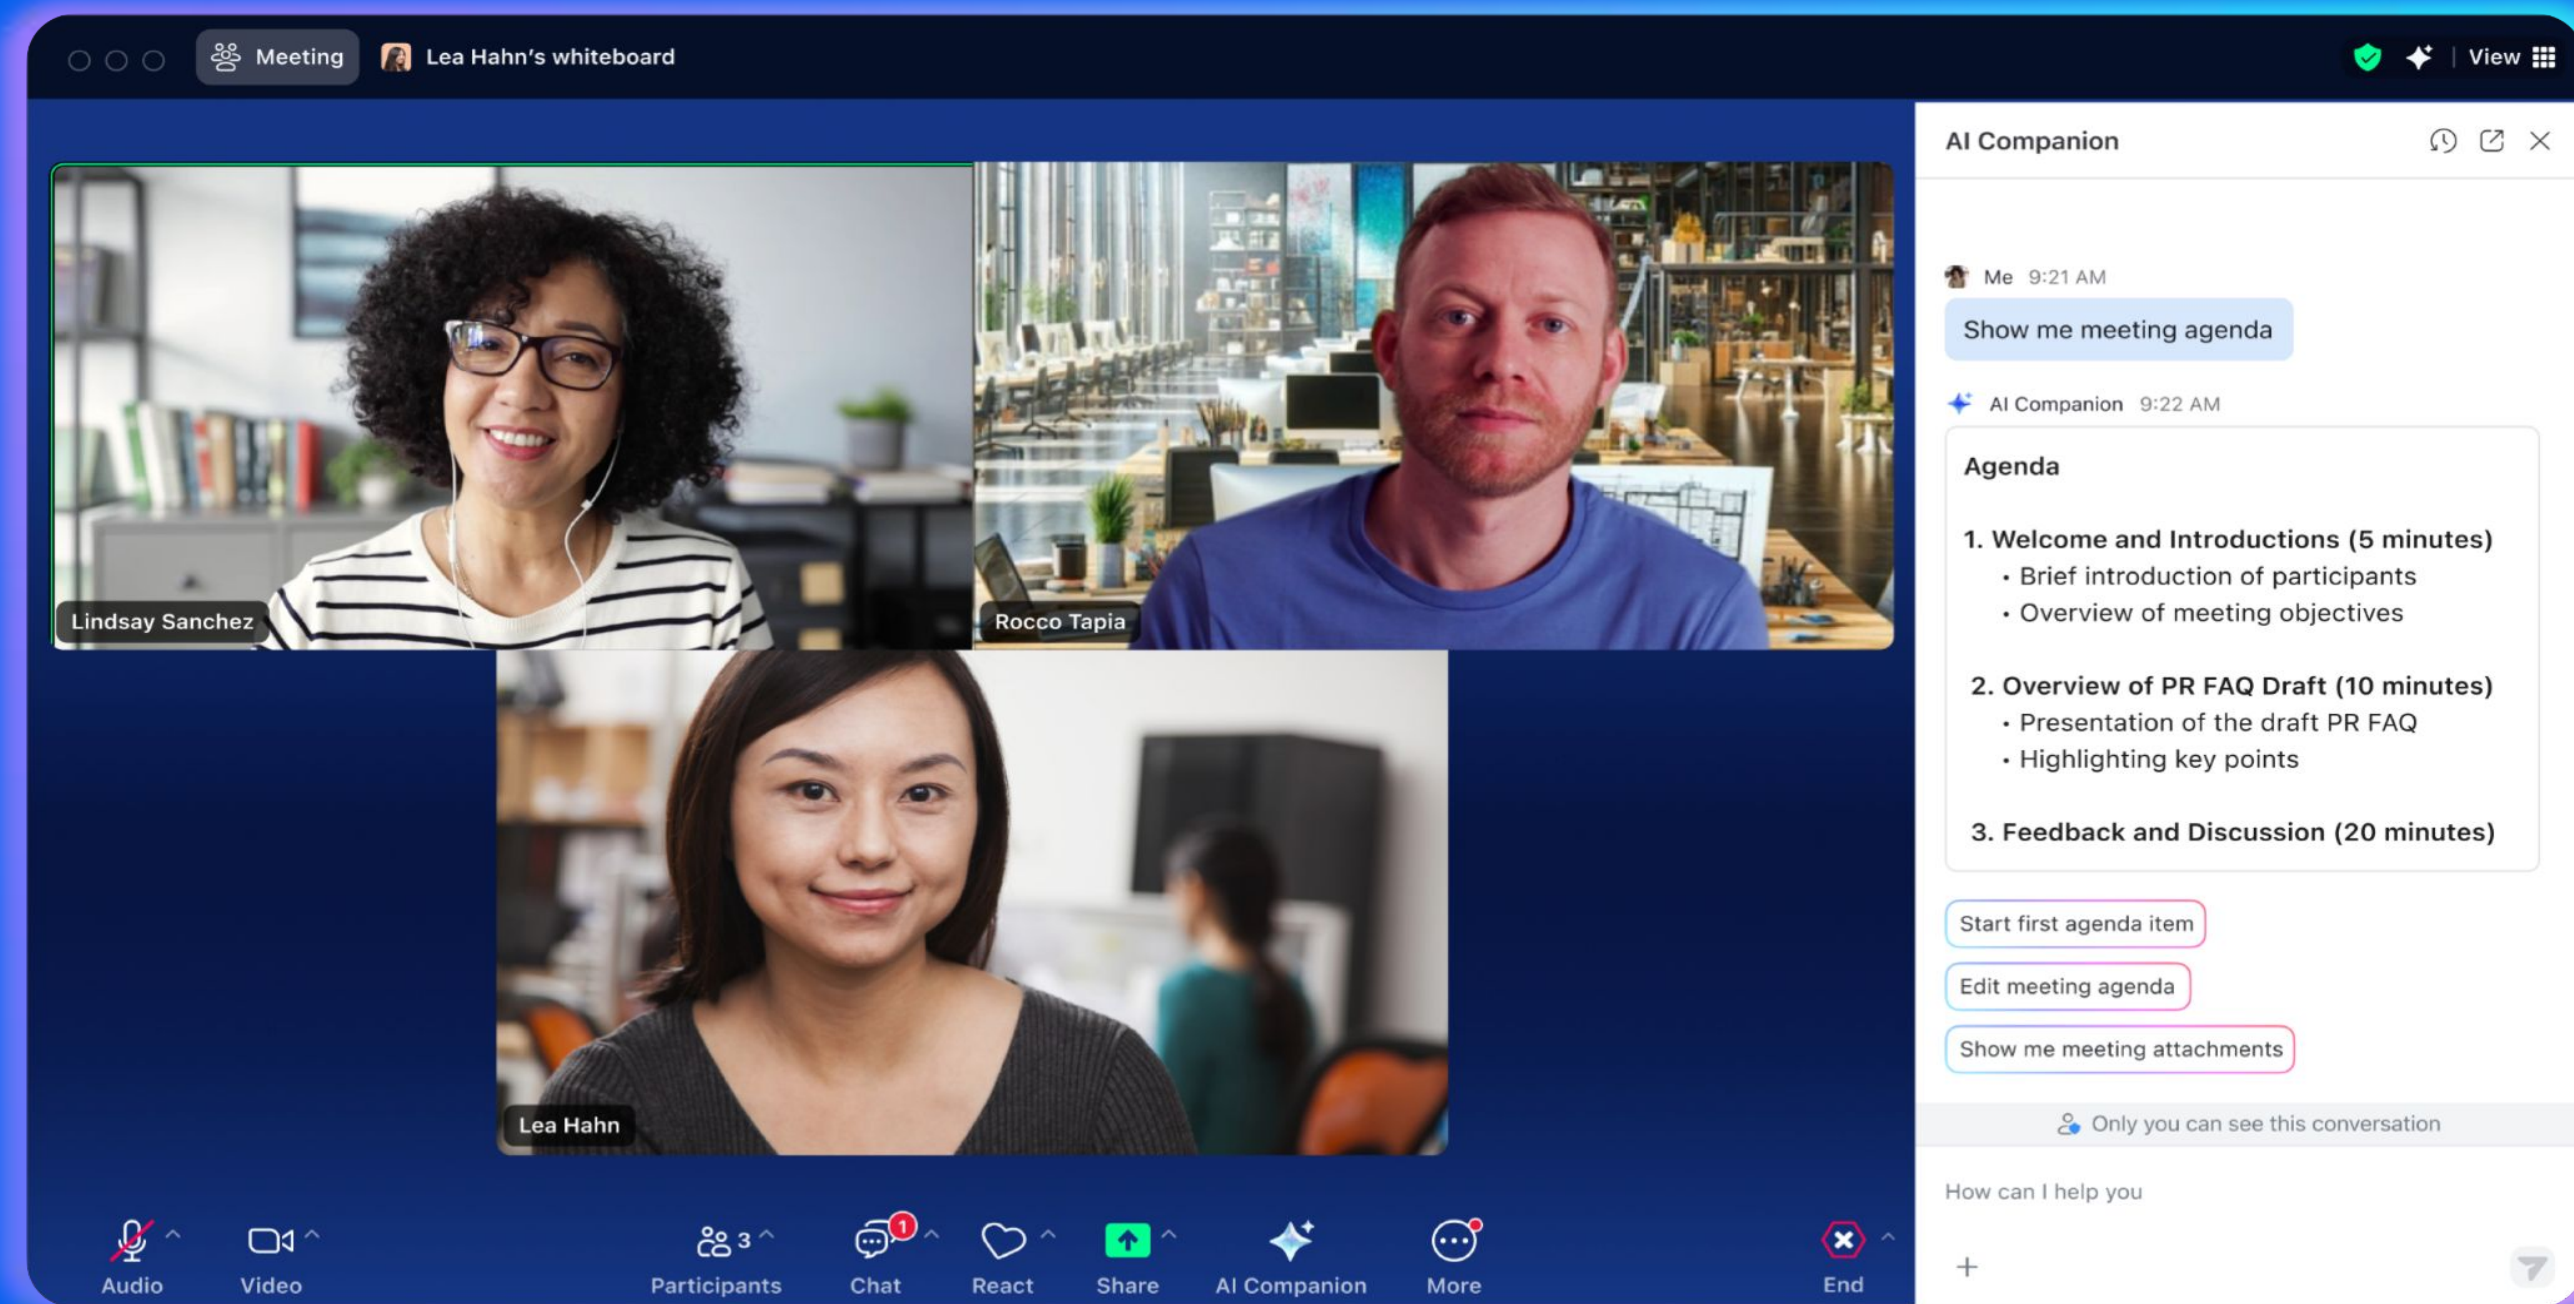 Meeting
Lea Hahn’s whiteboard
View
Lindsay Sanchez
Rocco Tapia
Lea Hahn
Audio
Video
3
Participants
1
Chat
React
Share
AI Companion
More
End
AI Companion
Me 9:21 AM
Show me meeting agenda
AI Companion 9:22 AM
Agenda
1. Welcome and Introductions (5 minutes)
• Brief introduction of participants
• Overview of meeting objectives
2. Overview of PR FAQ Draft (10 minutes)
• Presentation of the draft PR FAQ
• Highlighting key points
3. Feedback and Discussion (20 minutes)
Start first agenda item
Edit meeting agenda
Show me meeting attachments
Only you can see this conversation
How can I help you